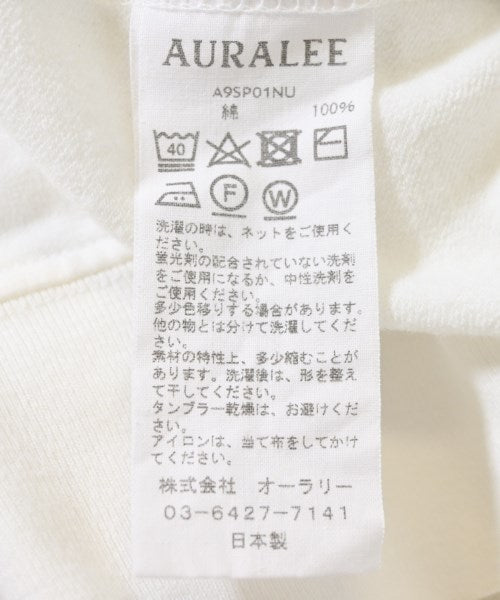 AURALEE
A9SP01NU
綿 100%
40
F W
洗濯の時は、ネットをご使用く
ださい。
蛍光剤の配合されていない洗剤
をご使用になるか、中性洗剤を
ご使用ください。
多少色移りする場合があります。
他の物とは分けて洗濯してくだ
さい。
素材の特性上、多少縮むことが
あります。洗濯後は、形を整え
て干してください。
タンブラー乾燥は、お避けくだ
さい。
アイロンは、当て布をしてかけ
てください。
株式会社 オーラリー
03-6427-7141
日本製